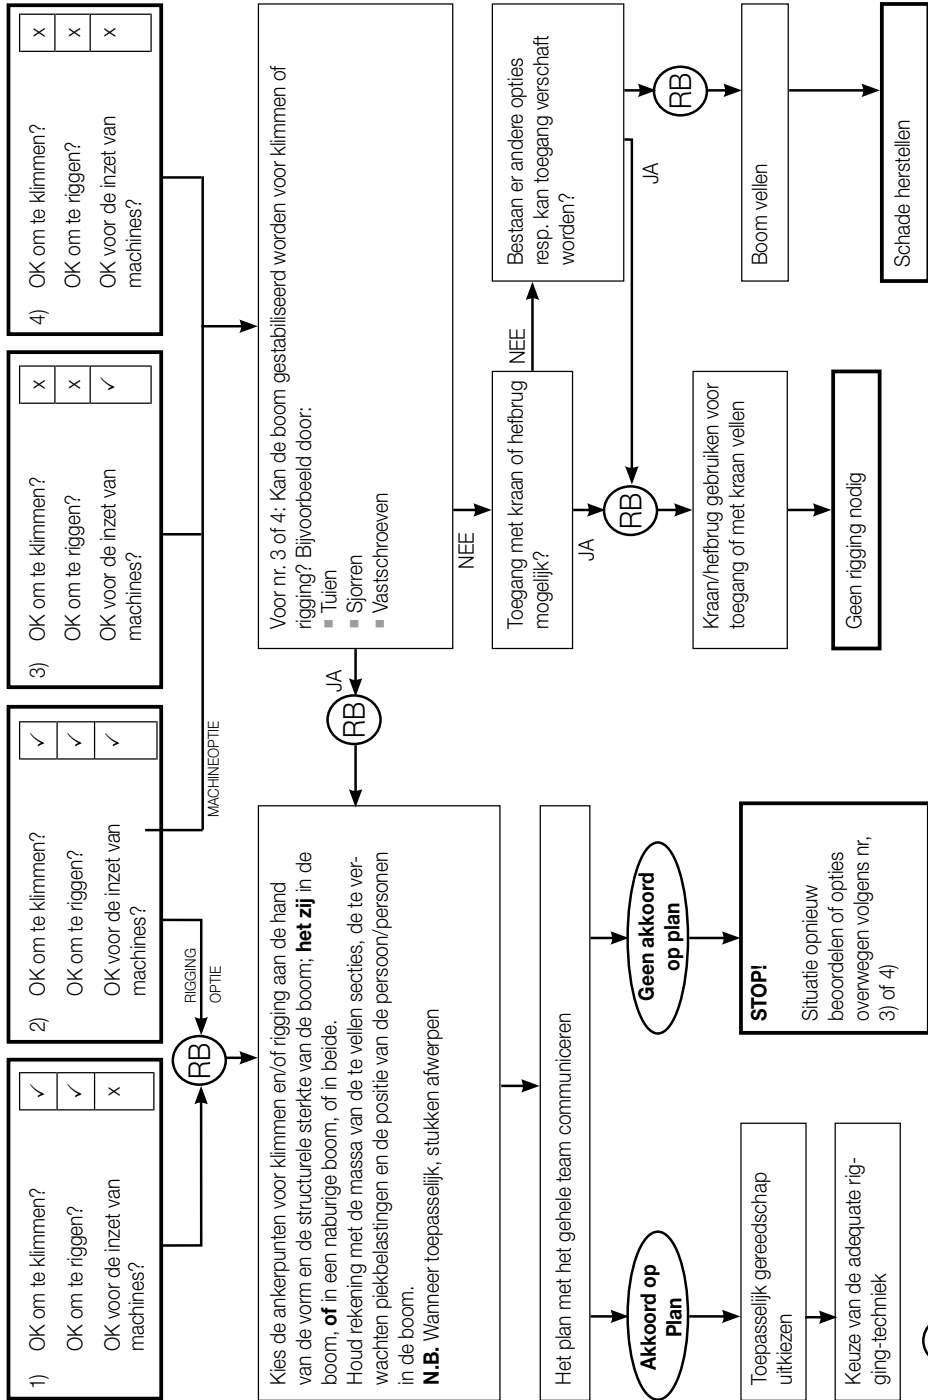 1)
OK om te klimmen?
✓
OK om te riggen?
✓
OK voor de inzet van
machines?
x
2)
OK om te klimmen?
✓
OK om te riggen?
✓
OK voor de inzet van
machines?
✓
3)
OK om te klimmen?
x
OK om te riggen?
x
OK voor de inzet van
machines?
✓
4)
OK om te klimmen?
x
OK om te riggen?
x
OK voor de inzet van
machines?
x
RIGGING
OPTIE
MACHINEOPTIE
RB
Kies de ankerpunten voor klimmen en/of rigging aan de hand
van de vorm en de structurele sterkte van de boom; het zij in de
boom, of in een naburige boom, of in beide.
Houd rekening met de massa van de te vellen secties, de te ver-
wachten piekbelastingen en de positie van de persoon/personen
in de boom.
N.B. Wanneer toepasselijk, stukken afwerpen
JA
RB
Voor nr. 3 of 4: Kan de boom gestabiliseerd worden voor klimmen of
rigging? Bijvoorbeeld door:
■ Tuien
■ Sjorren
■ Vastschroeven
NEE
Toegang met kraan of hefbrug
mogelijk?
NEE
Bestaan er andere opties
resp. kan toegang verschaft
worden?
JA
JA
RB
RB
Het plan met het gehele team communiceren
Akkoord op
Plan
Geen akkoord
op plan
Kraan/hefbrug gebruiken voor
toegang of met kraan vellen
Boom vellen
Toepasselijk gereedschap
uitkiezen
STOP!
Situatie opnieuw
beoordelen of opties
overwegen volgens nr,
3) of 4)
Geen rigging nodig
Schade herstellen
Keuze van de adequate rig-
ging-techniek